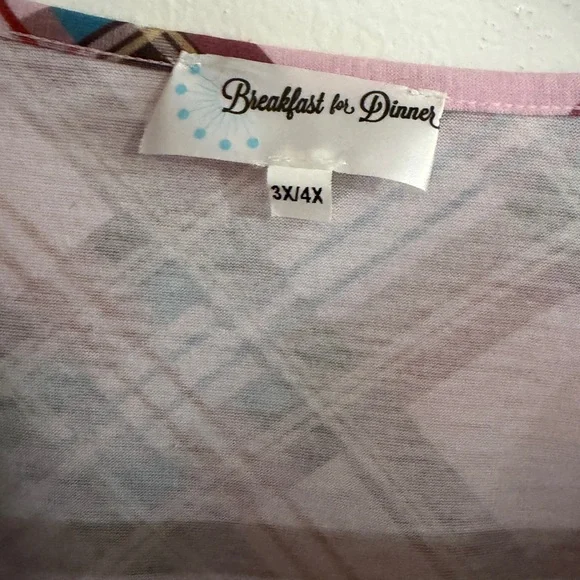 Breakfast for Dinner
3X/4X